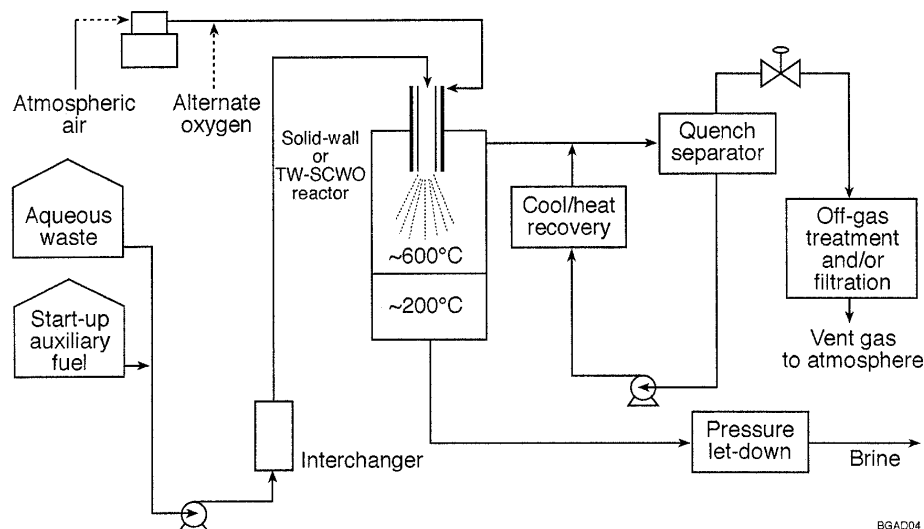 Atmospheric
air
Alternate
oxygen
Solid-wall
or
TW-SCWO
reactor
Quench
separator
Aqueous
waste
Cool/heat
recovery
Off-gas
treatment
and/or
filtration
~600°C
~200°C
Start-up
auxiliary
fuel
Vent gas
to atmosphere
Interchanger
Pressure
let-down
Brine
BGAD04